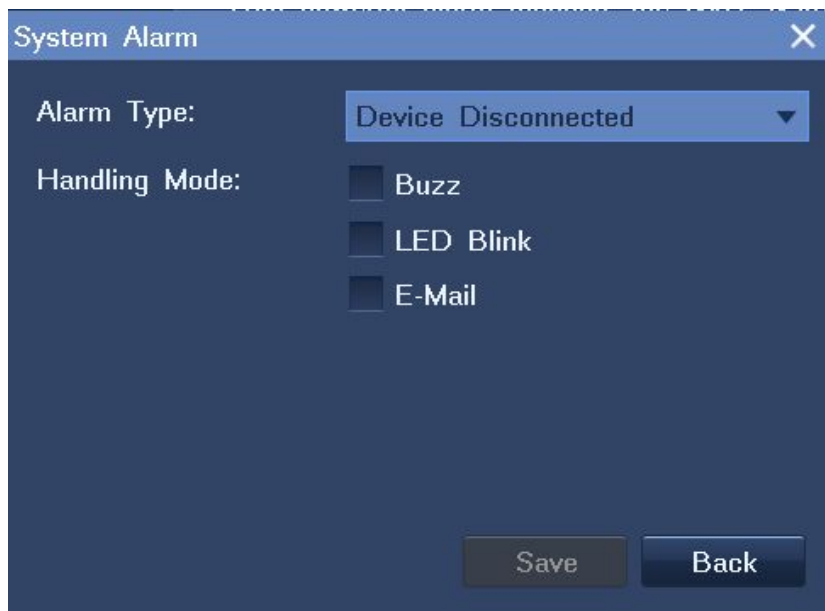 System Alarm
Alarm Type: Device Disconnected
Handling Mode: Buzz
LED Blink
E-Mail
Save Back